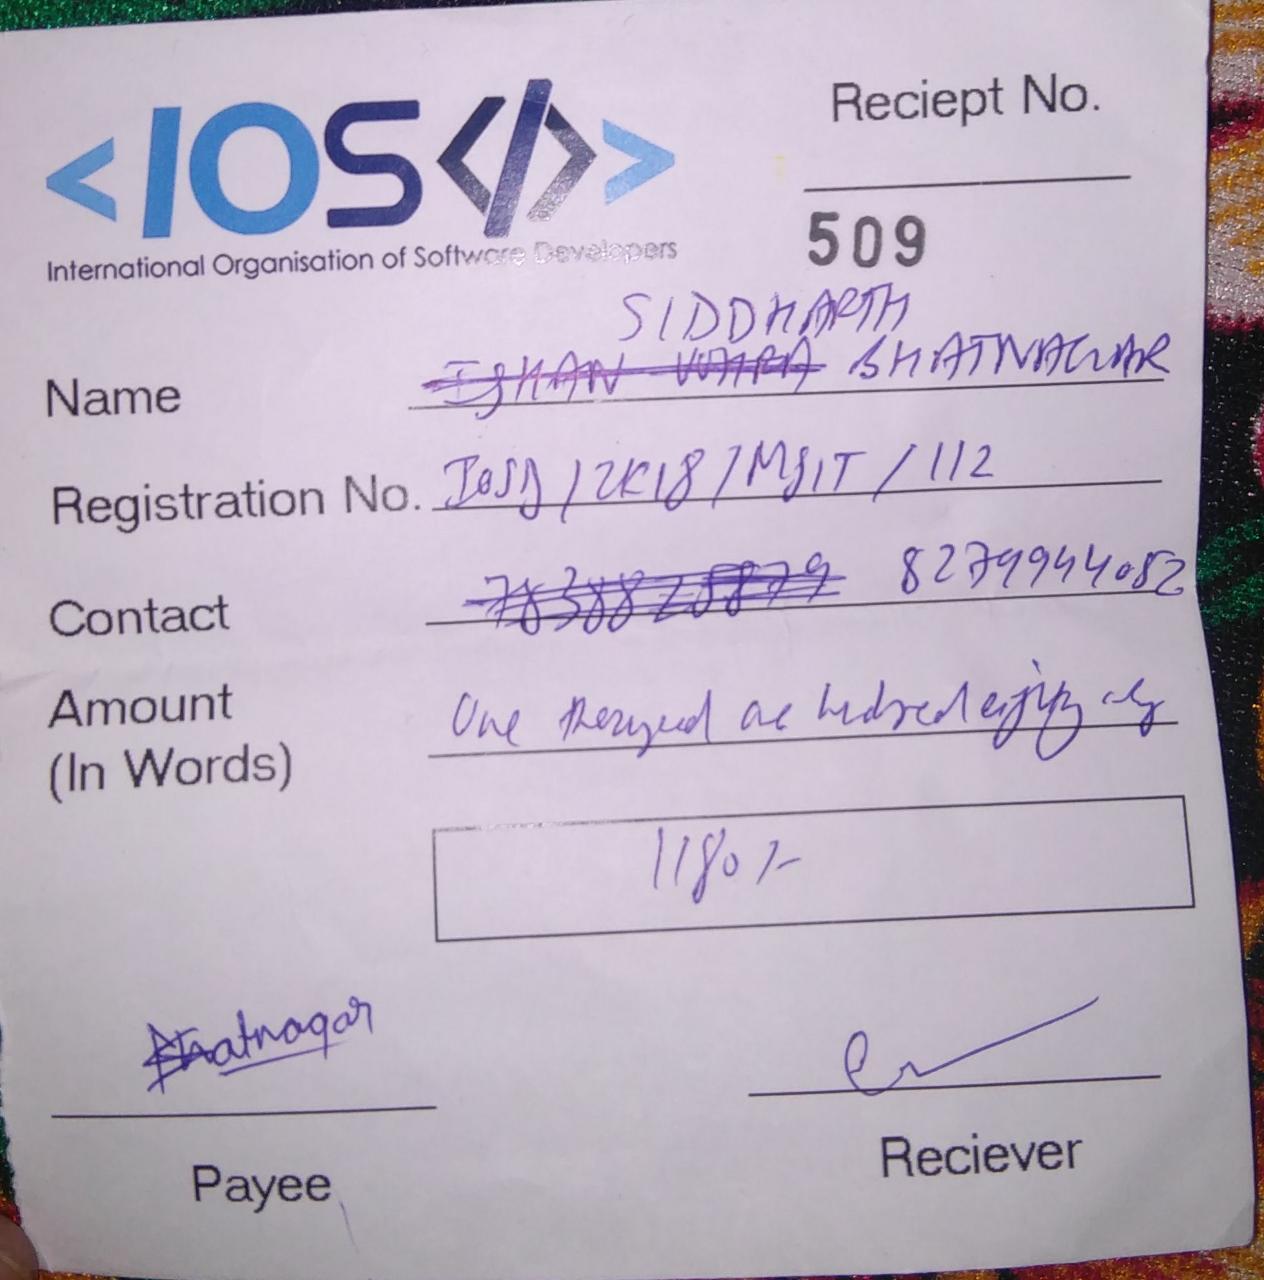 <IOS</>>
International Organisation of Software Developers
Reciept No.
509
SIDDHARTH
Name ISHAN VOHRA BHATNAGAR
Registration No. IOSD/2K18/MSIT/112
Contact 8279944082
Amount One thousand one hundred eighty only
(In Words)
1180/-
Bhatnagar
Payee
Reciever